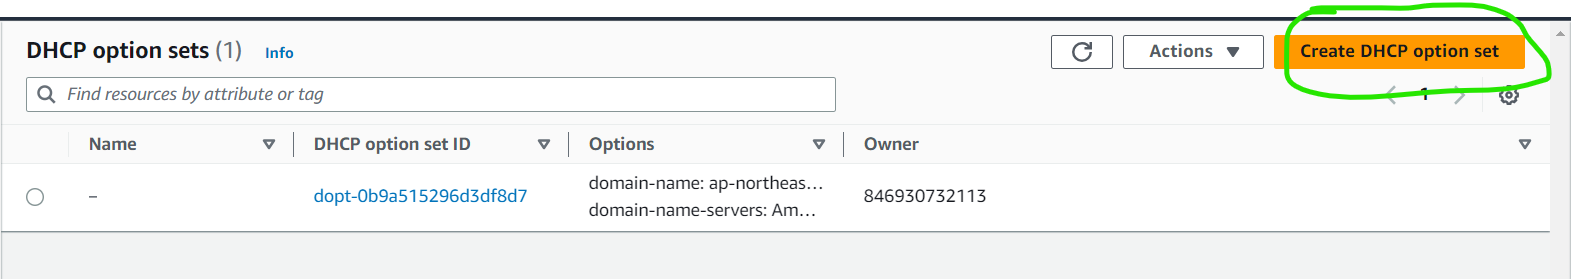 DHCP option sets (1) Info
Actions
Create DHCP option set
Find resources by attribute or tag
1
Name DHCP option set ID Options Owner
– dopt-0b9a515296d3df8d7 domain-name: ap-northeas… 846930732113
domain-name-servers: Am…